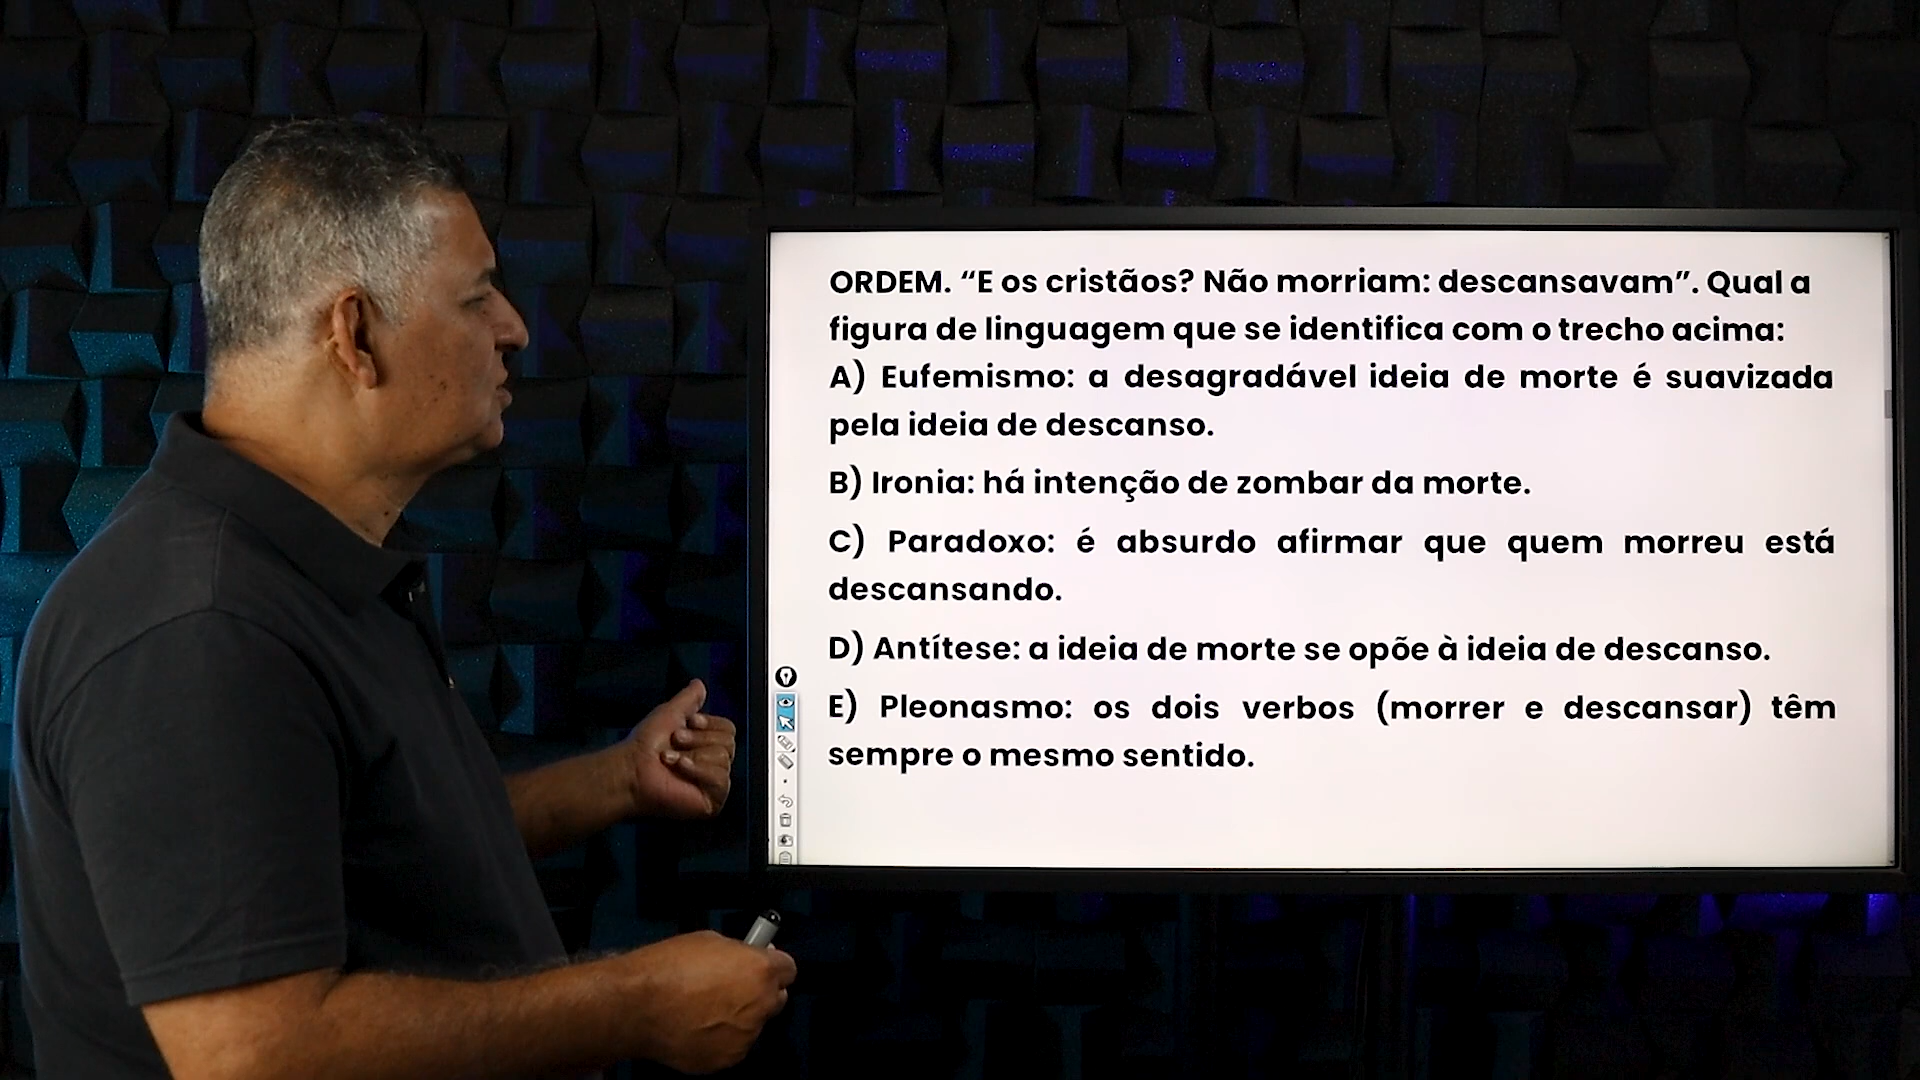 ORDEM. “E os cristãos? Não morriam: descansavam”. Qual a
figura de linguagem que se identifica com o trecho acima:
A) Eufemismo: a desagradável ideia de morte é suavizada
pela ideia de descanso.
B) Ironia: há intenção de zombar da morte.
C) Paradoxo: é absurdo afirmar que quem morreu está
descansando.
D) Antítese: a ideia de morte se opõe à ideia de descanso.
E) Pleonasmo: os dois verbos (morrer e descansar) têm
sempre o mesmo sentido.